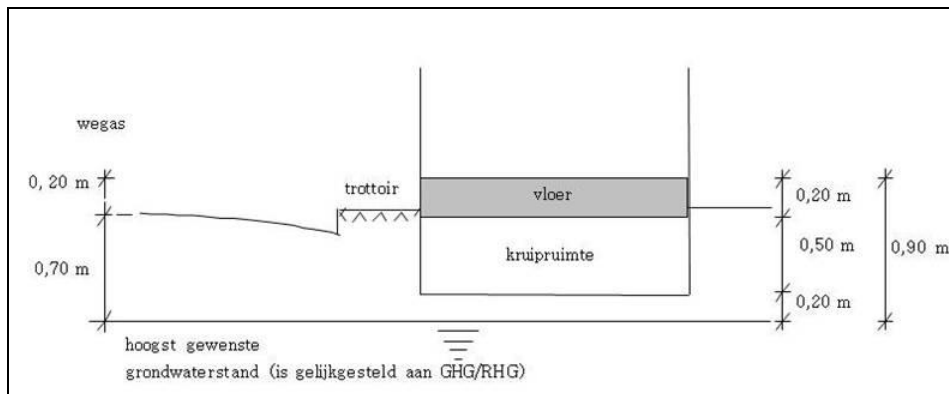 wegas
0, 20 m
trottoir
vloer
0,20 m
0,70 m
kruipruimte
0,50 m
0,90 m
0,20 m
hoogst gewenste
grondwaterstand (is gelijkgesteld aan GHG/RHG)